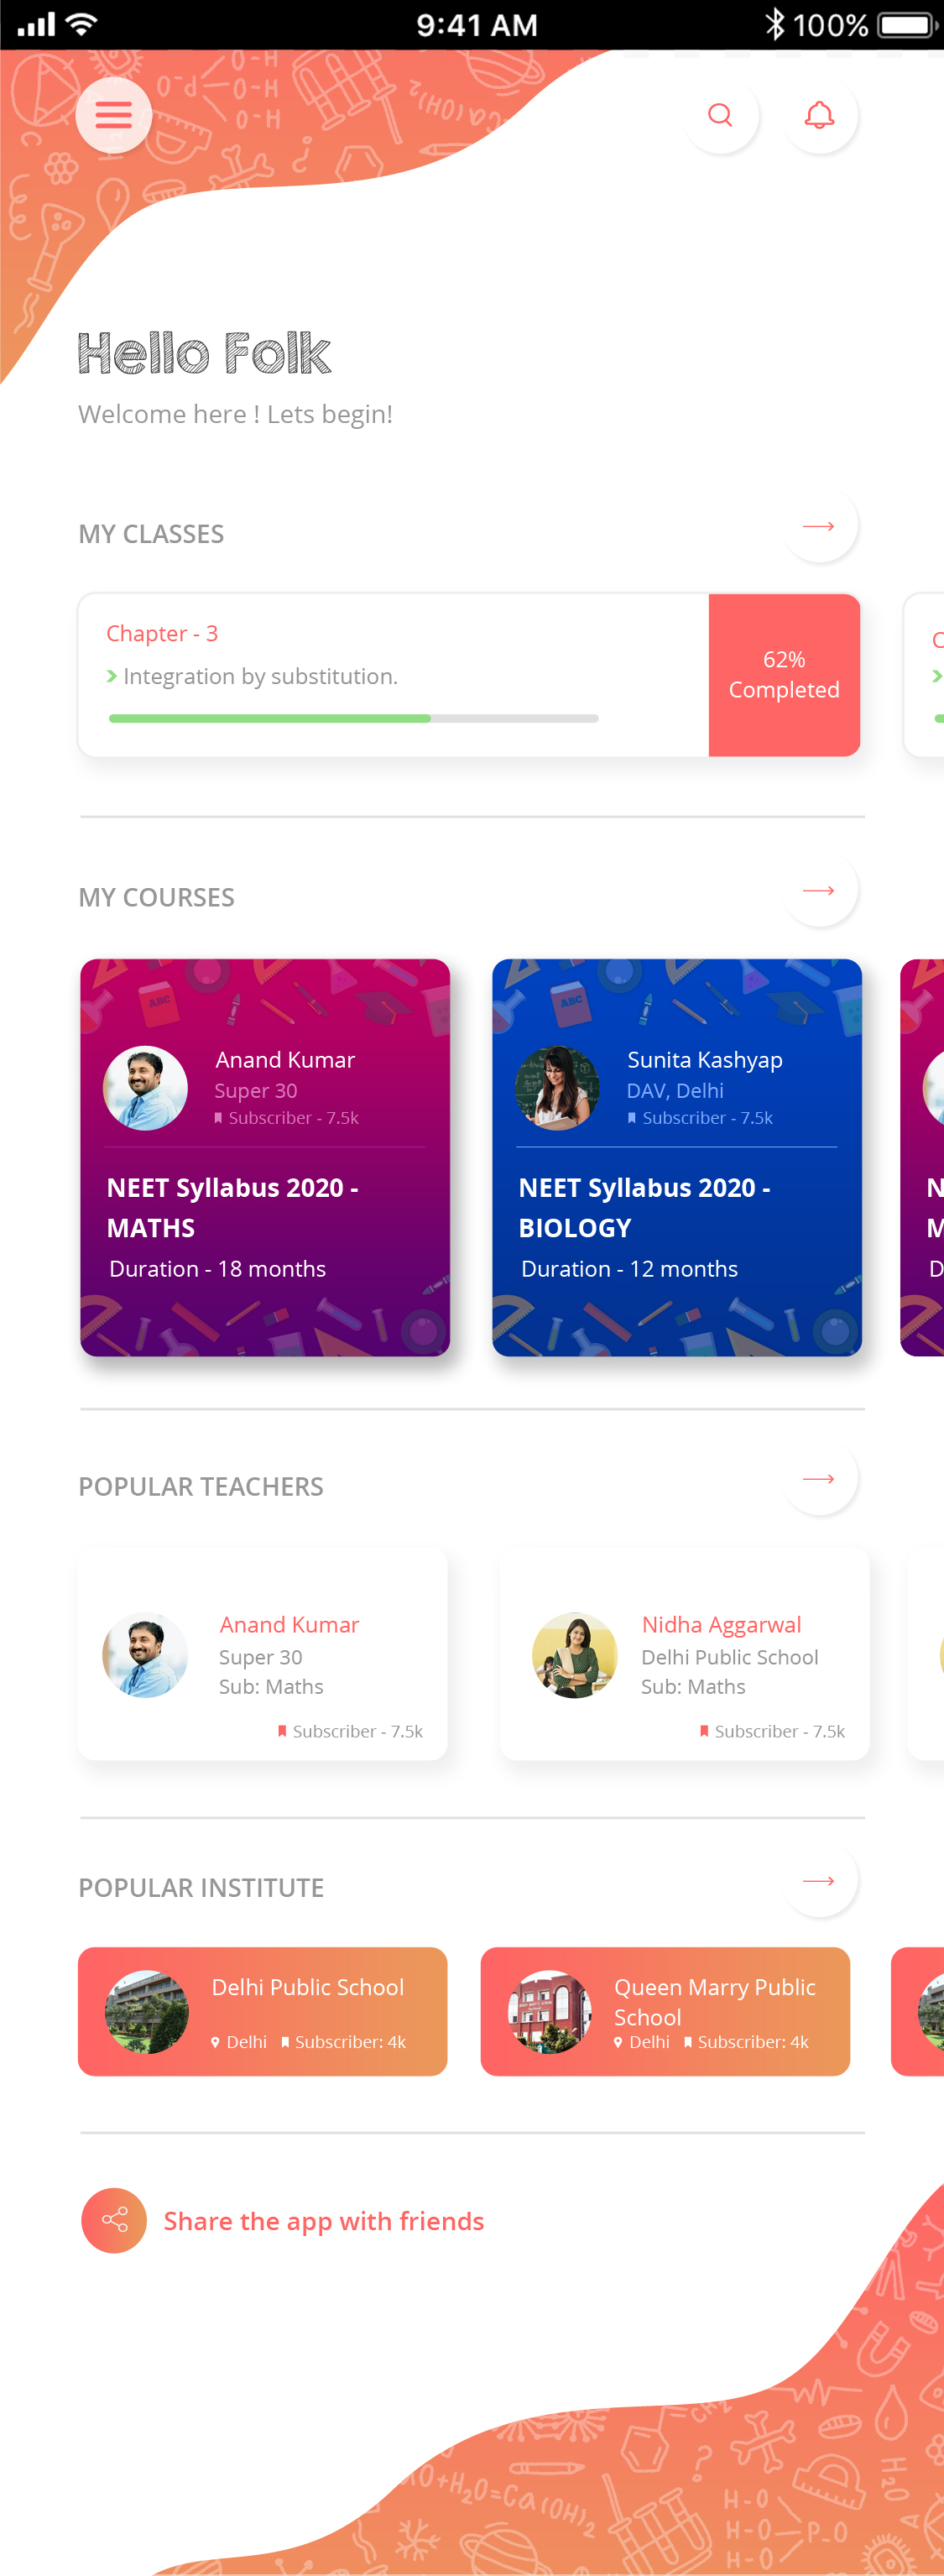 9:41 AM
100%
Hello Folk
Welcome here ! Lets begin!
MY CLASSES
Chapter - 3
Integration by substitution.
62%
Completed
MY COURSES
ABC
Anand Kumar
Super 30
Subscriber - 7.5k
NEET Syllabus 2020 -
MATHS
Duration - 18 months
ABC
Sunita Kashyap
DAV, Delhi
Subscriber - 7.5k
NEET Syllabus 2020 -
BIOLOGY
Duration - 12 months
POPULAR TEACHERS
Anand Kumar
Super 30
Sub: Maths
Subscriber - 7.5k
Nidha Aggarwal
Delhi Public School
Sub: Maths
Subscriber - 7.5k
POPULAR INSTITUTE
Delhi Public School
Delhi Subscriber: 4k
Queen Marry Public
School
Delhi Subscriber: 4k
Share the app with friends